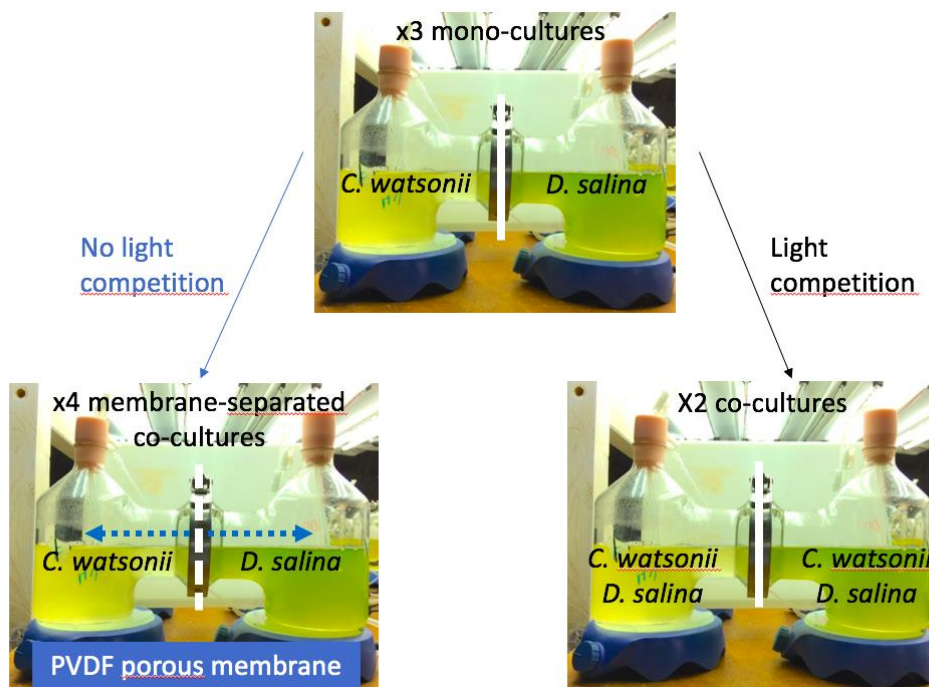 x3 mono-cultures
C. watsonii
D. salina
No light
competition
Light
competition
x4 membrane-separated
co-cultures
C. watsonii
D. salina
PVDF porous membrane
X2 co-cultures
C. watsonii
D. salina
C. watsonii
D. salina